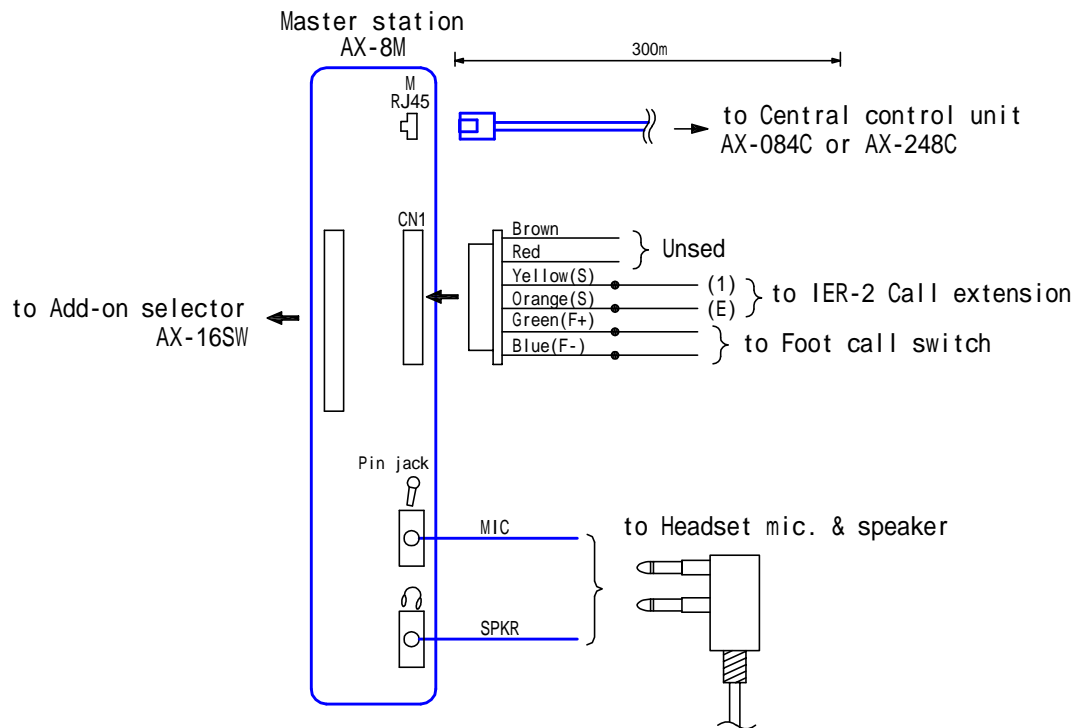 Master station
AX-8M
300m
M
RJ45
to Central control unit
AX-084C or AX-248C
CN1
Brown
Red
Unsed
Yellow(S)
(1)
Orange(S)
(E)
to IER-2 Call extension
Green(F+)
Blue(F-)
to Foot call switch
to Add-on selector
AX-16SW
Pin jack
MIC
to Headset mic. & speaker
SPKR